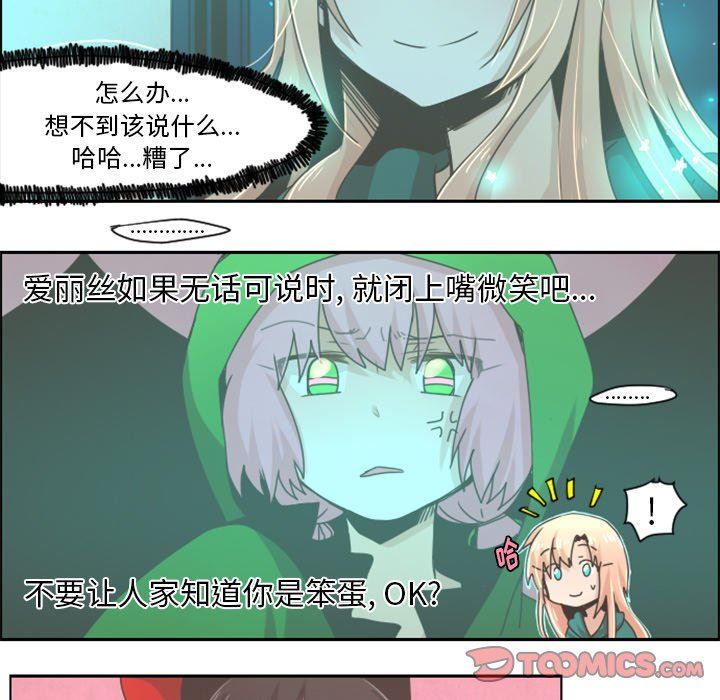 怎么办...
想不到该说什么...
哈哈...糟了...
.............
爱丽丝如果无话可说时, 就闭上嘴微笑吧...
........
!
哈
不要让人家知道你是笨蛋, OK?
TOOMICS.COM